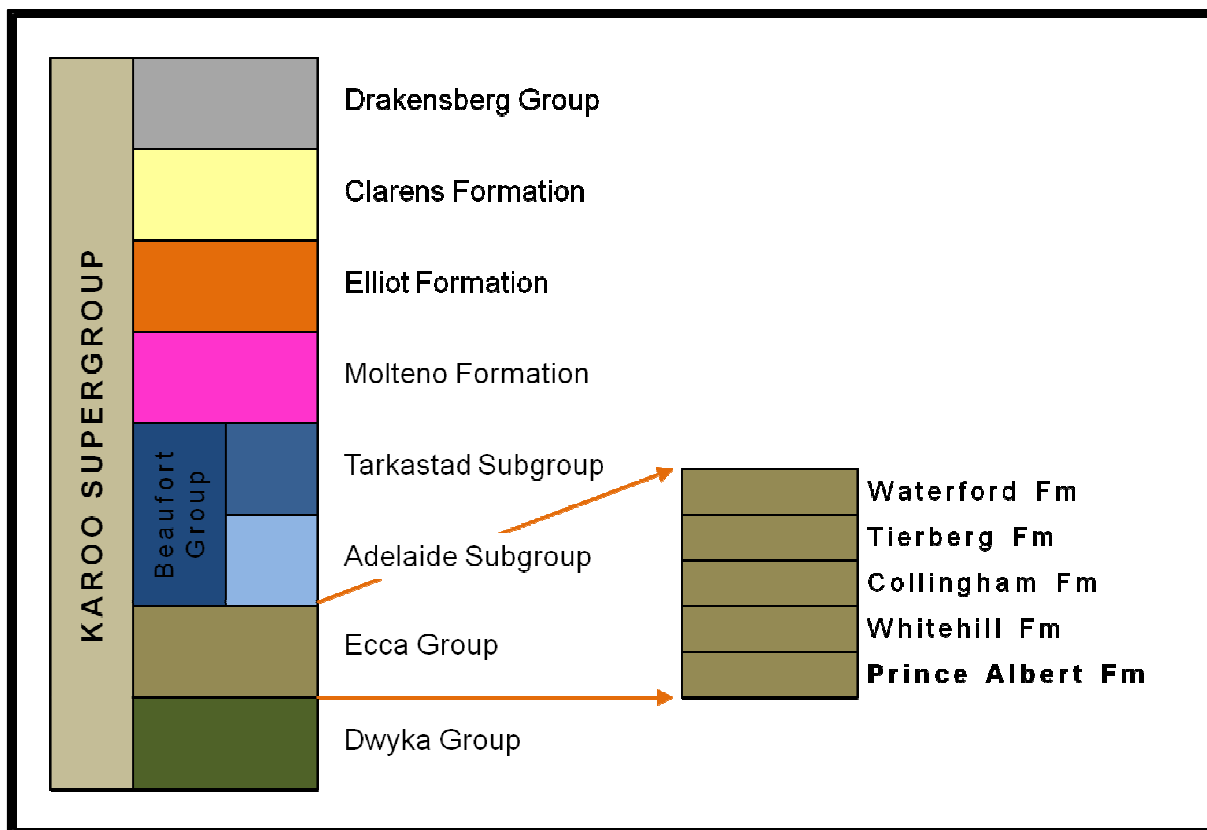 KAROO SUPERGROUP
Drakensberg Group
Clarens Formation
Elliot Formation
Molteno Formation
Beaufort
Group
Tarkastad Subgroup
Adelaide Subgroup
Ecca Group
Dwyka Group
Waterford Fm
Tierberg Fm
Collingham Fm
Whitehill Fm
Prince Albert Fm